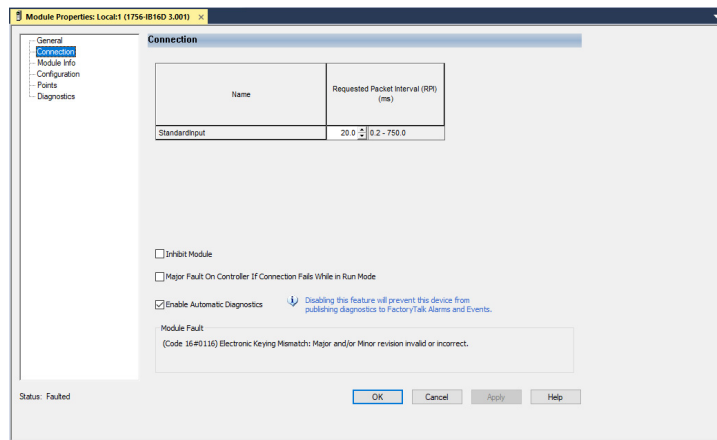 Module Properties: Local:1 (1756-IB16D 3.001) ×
General
Connection
Module Info
Configuration
Points
Diagnostics
Connection
Name
Requested Packet Interval (RPI)
(ms)
StandardInput
20.0
0.2 - 750.0
Inhibit Module
Major Fault On Controller If Connection Fails While in Run Mode
Enable Automatic Diagnostics
Disabling this feature will prevent this device from
publishing diagnostics to FactoryTalk Alarms and Events.
Module Fault
(Code 16#0116) Electronic Keying Mismatch: Major and/or Minor revision invalid or incorrect.
Status: Faulted
OK
Cancel
Apply
Help